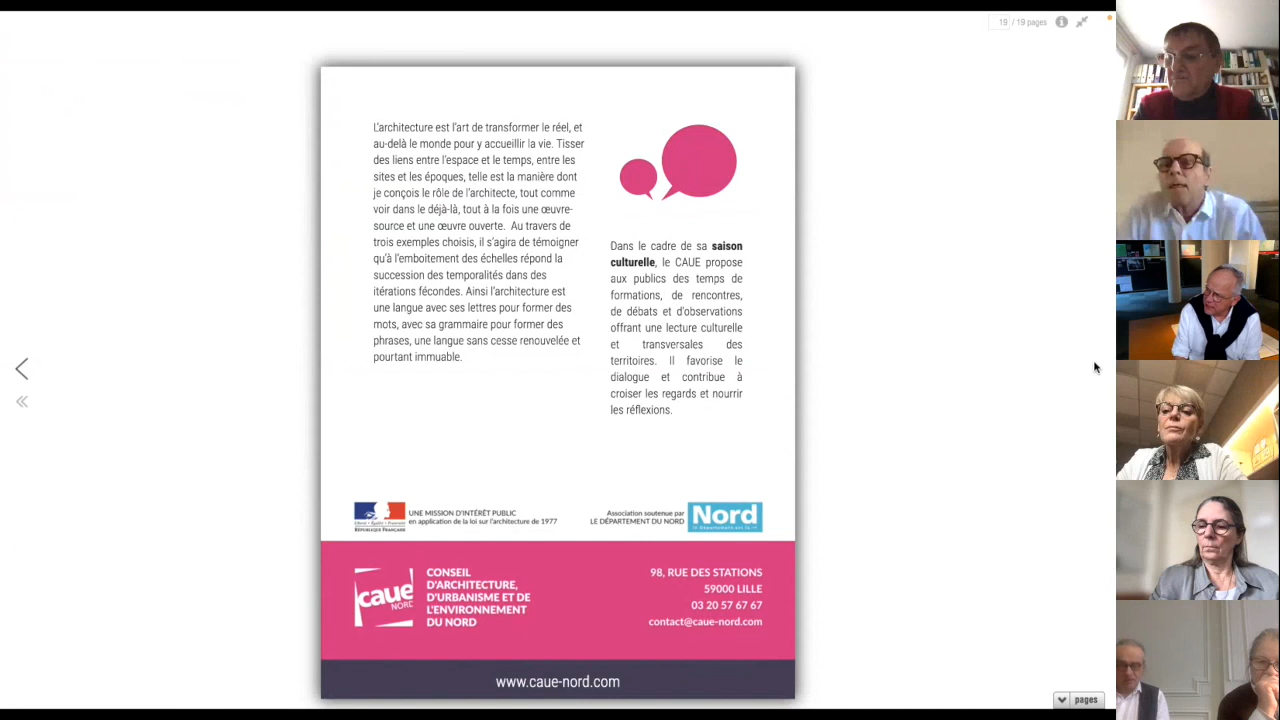 19 / 19 pages
L'architecture est l'art de transformer le réel, et
au-delà le monde pour y accueillir la vie. Tisser
des liens entre l'espace et le temps, entre les
sites et les époques, telle est la manière dont
je conçois le rôle de l'architecte, tout comme
voir dans le déjà-là, tout à la fois une œuvre-
source et une œuvre ouverte. Au travers de
trois exemples choisis, il s'agira de témoigner
qu'à l'emboitement des échelles répond la
succession des temporalités dans des
itérations fécondes. Ainsi l'architecture est
une langue avec ses lettres pour former des
mots, avec sa grammaire pour former des
phrases, une langue sans cesse renouvelée et
pourtant immuable.
Dans le cadre de sa saison
culturelle, le CAUE propose
aux publics des temps de
formations, de rencontres,
de débats et d'observations
offrant une lecture culturelle
et transversales des
territoires. Il favorise le
dialogue et contribue à
croiser les regards et nourrir
les réflexions.
Liberté • Égalité • Fraternité
RÉPUBLIQUE FRANÇAISE
UNE MISSION D'INTÉRÊT PUBLIC
en application de la loi sur l'architecture de 1977
Association soutenue par
LE DÉPARTEMENT DU NORD
Nord
le Département est là
caue
NORD
CONSEIL
D'ARCHITECTURE,
D'URBANISME ET DE
L'ENVIRONNEMENT
DU NORD
98, RUE DES STATIONS
59000 LILLE
03 20 57 67 67
contact@caue-nord.com
www.caue-nord.com
pages